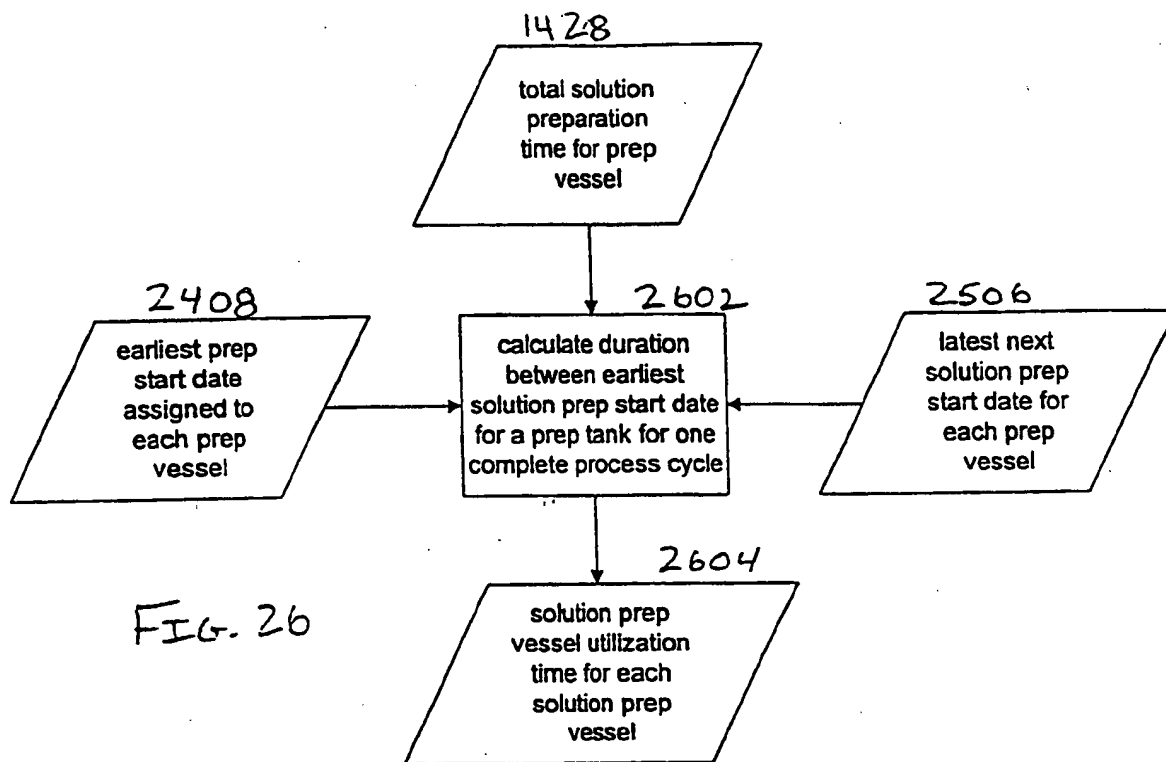 1428
total solution
preparation
time for prep
vessel
2408
earliest prep
start date
assigned to
each prep
vessel
2602
calculate duration
between earliest
solution prep start date
for a prep tank for one
complete process cycle
2506
latest next
solution prep
start date for
each prep
vessel
2604
solution prep
vessel utilization
time for each
solution prep
vessel
FIG. 26